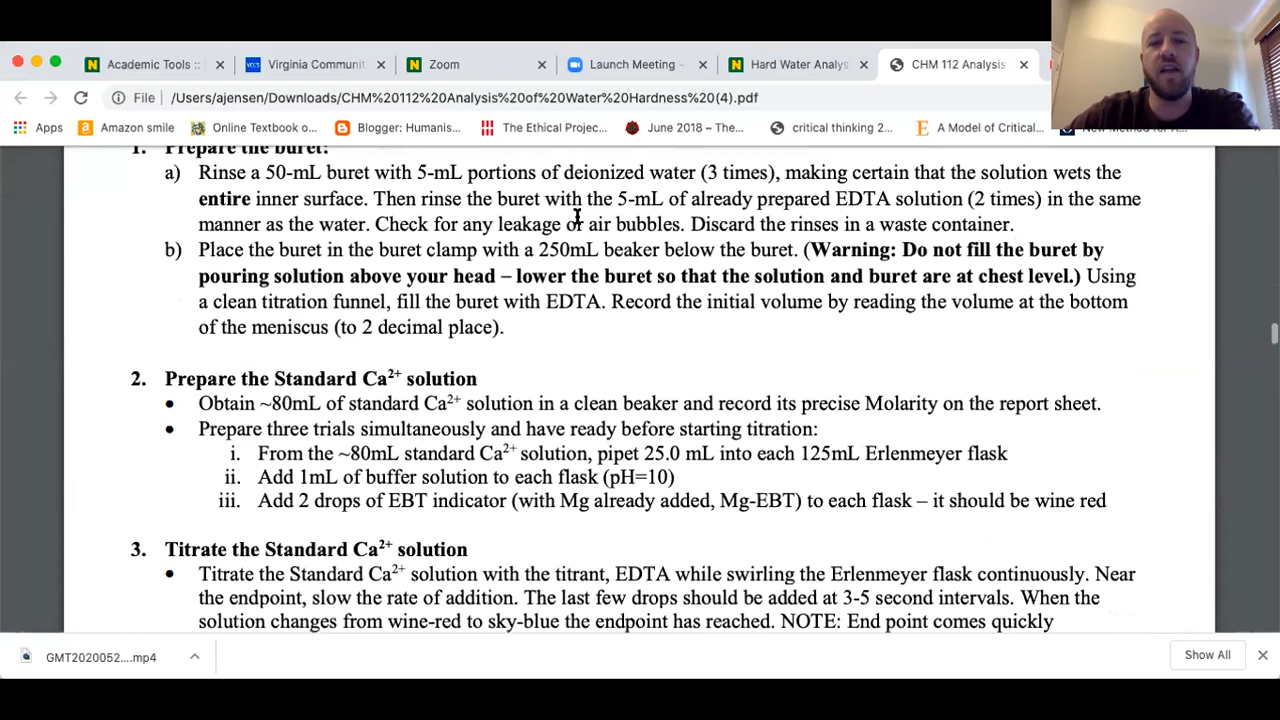 Academic Tools ::
Virginia Communi
Zoom
Launch Meeting -
Hard Water Analys
CHM 112 Analysis
File /Users/ajensen/Downloads/CHM%20112%20Analysis%20of%20Water%20Hardness%20(4).pdf
Apps
Amazon smile
Online Textbook o...
Blogger: Humanis...
The Ethical Projec...
June 2018 – The...
critical thinking 2...
A Model of Critical...
New Method for A...
1. Prepare the buret:
a) Rinse a 50-mL buret with 5-mL portions of deionized water (3 times), making certain that the solution wets the
entire inner surface. Then rinse the buret with the 5-mL of already prepared EDTA solution (2 times) in the same
manner as the water. Check for any leakage of air bubbles. Discard the rinses in a waste container.
b) Place the buret in the buret clamp with a 250mL beaker below the buret. (Warning: Do not fill the buret by
pouring solution above your head – lower the buret so that the solution and buret are at chest level.) Using
a clean titration funnel, fill the buret with EDTA. Record the initial volume by reading the volume at the bottom
of the meniscus (to 2 decimal place).
2. Prepare the Standard Ca²⁺ solution
• Obtain ~80mL of standard Ca²⁺ solution in a clean beaker and record its precise Molarity on the report sheet.
• Prepare three trials simultaneously and have ready before starting titration:
i. From the ~80mL standard Ca²⁺ solution, pipet 25.0 mL into each 125mL Erlenmeyer flask
ii. Add 1mL of buffer solution to each flask (pH=10)
iii. Add 2 drops of EBT indicator (with Mg already added, Mg-EBT) to each flask – it should be wine red
3. Titrate the Standard Ca²⁺ solution
• Titrate the Standard Ca²⁺ solution with the titrant, EDTA while swirling the Erlenmeyer flask continuously. Near
the endpoint, slow the rate of addition. The last few drops should be added at 3-5 second intervals. When the
solution changes from wine-red to sky-blue the endpoint has reached. NOTE: End point comes quickly
GMT2020052....mp4
Show All